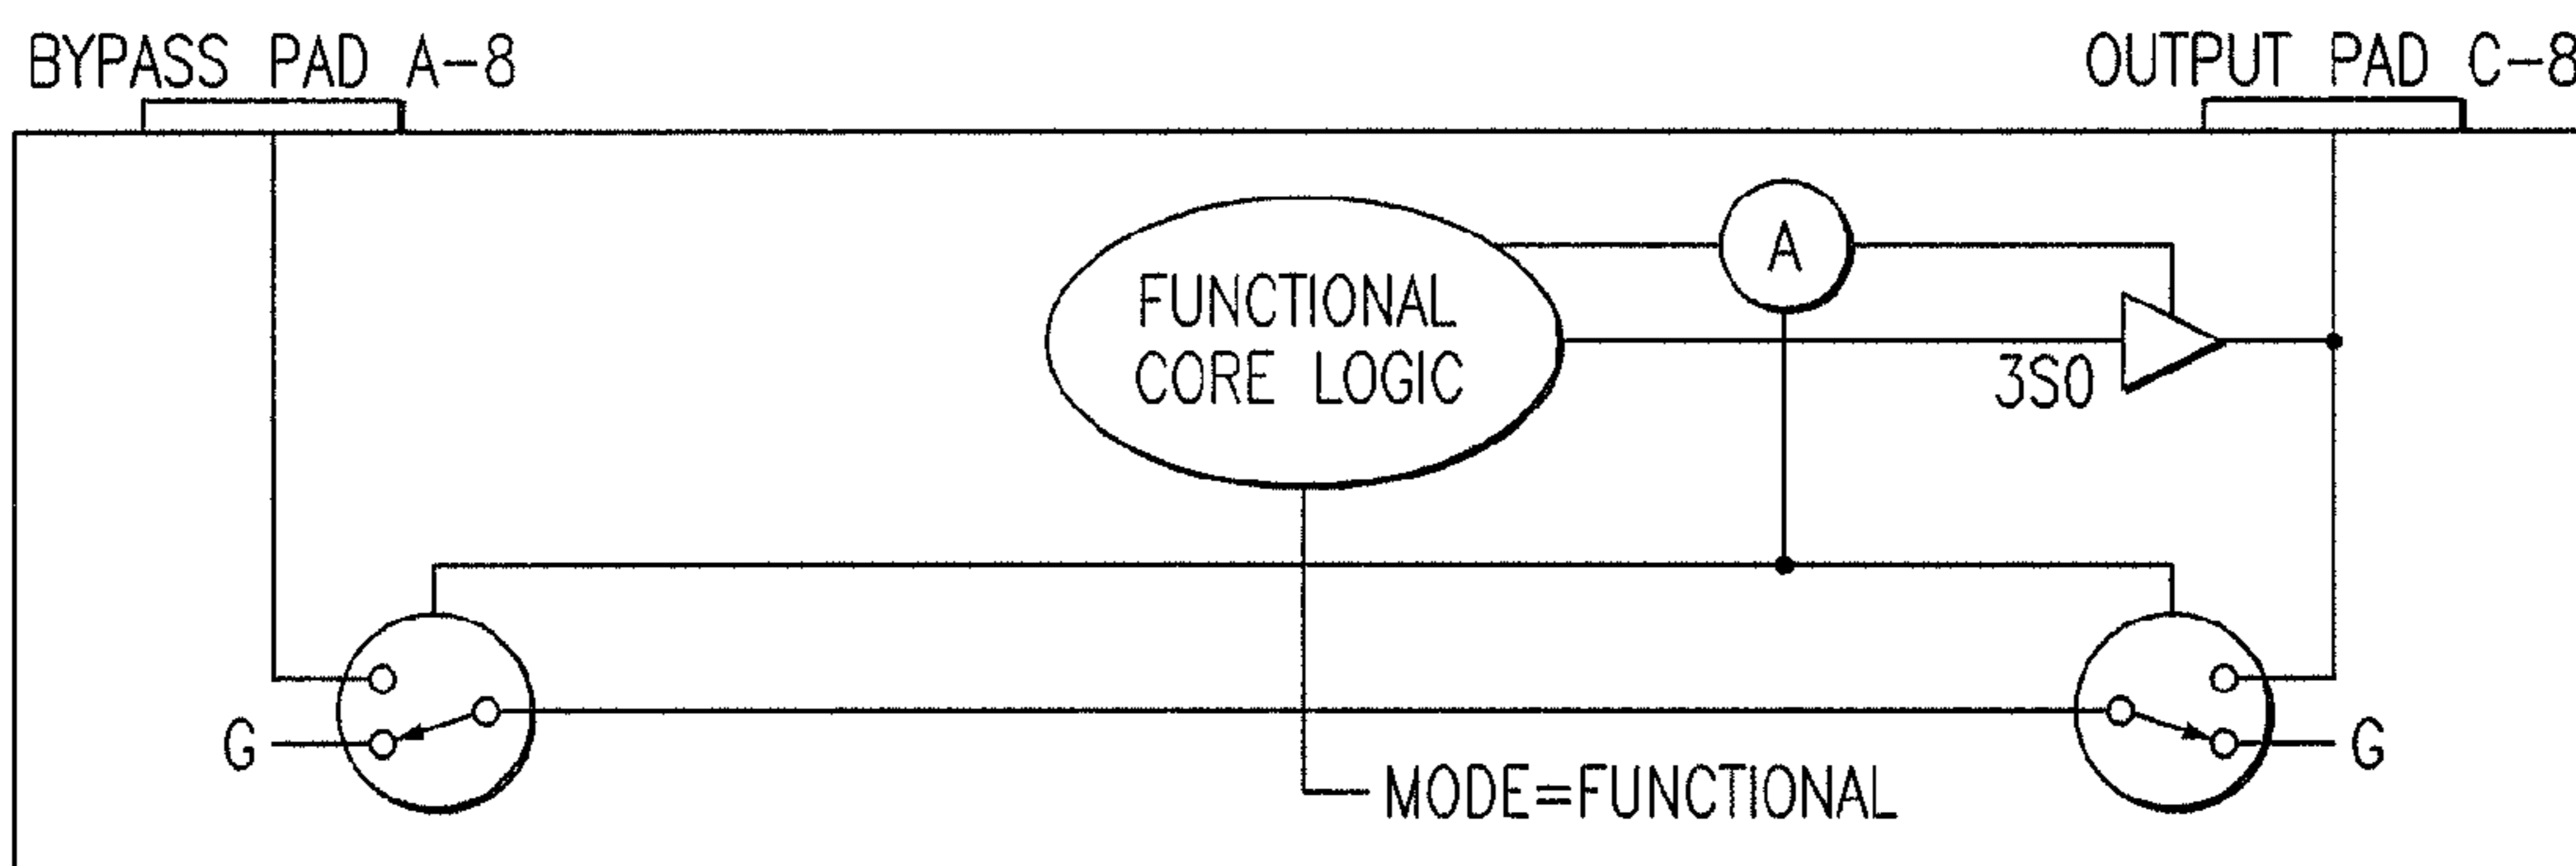 BYPASS PAD A-8
OUTPUT PAD C-8
A
FUNCTIONAL
CORE LOGIC
3SO
G
G
MODE=FUNCTIONAL